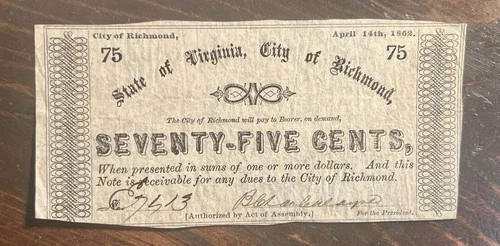 City of Richmond, April 14th, 1862.
75 State of Virginia, City of Richmond, 75
The City of Richmond will pay to Bearer, on demand,
SEVENTY-FIVE CENTS,
When presented in sums of one or more dollars. And this
Note is receivable for any dues to the City of Richmond.
7613
[Authorized by Act of Assembly.] For the President.